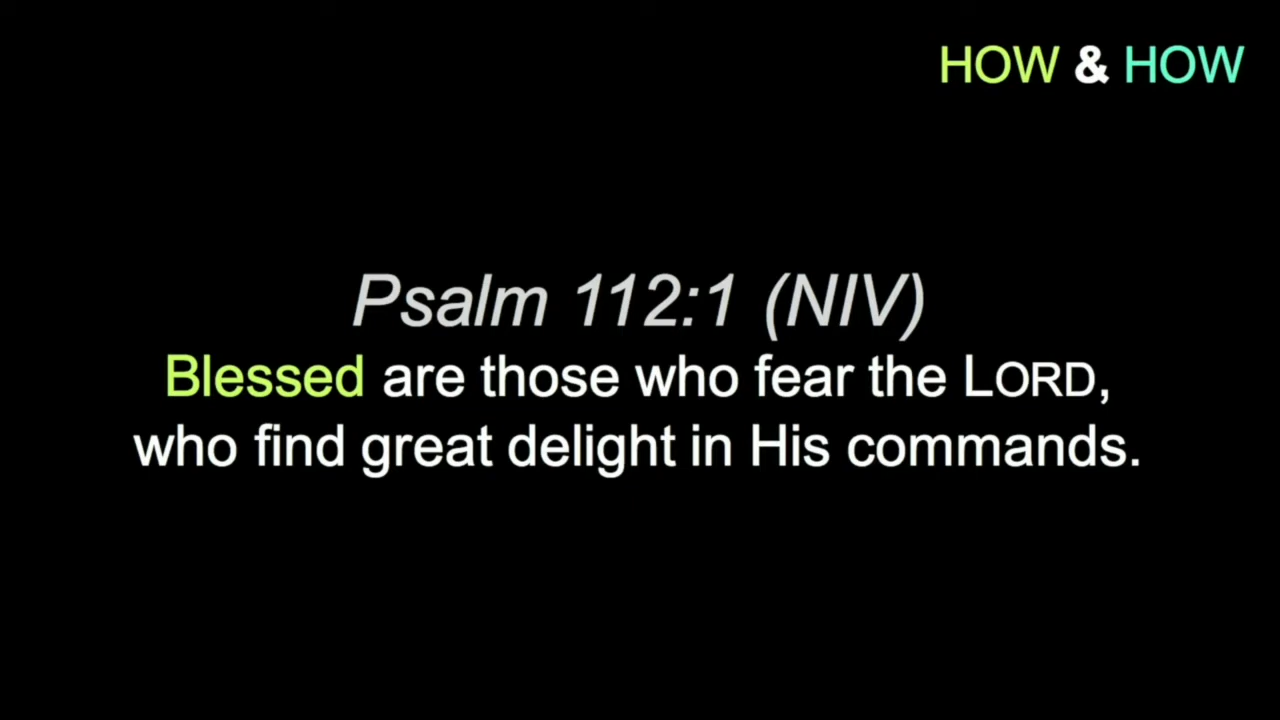 HOW & HOW
Psalm 112:1 (NIV)
Blessed are those who fear the LORD,
who find great delight in His commands.